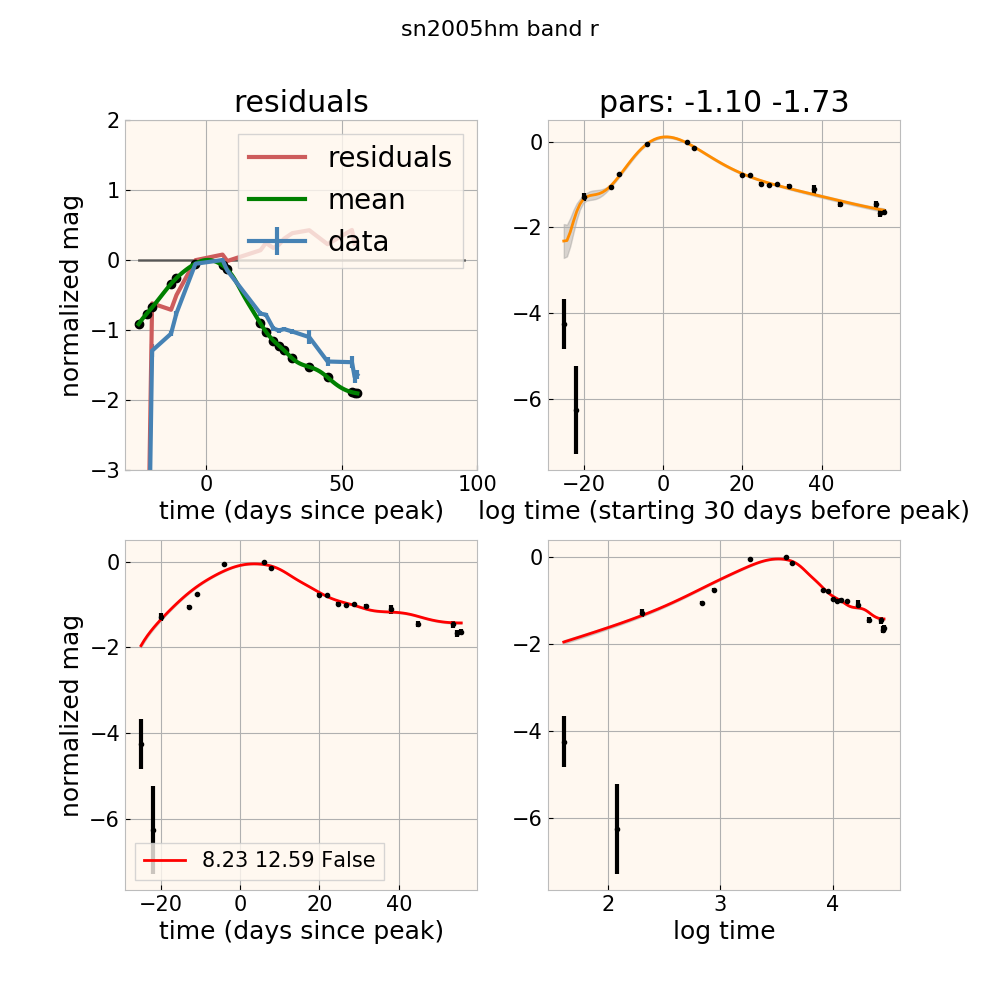 sn2005hm band r
residuals
pars: -1.10 -1.73
normalized mag
2
1
0
−1
−2
−3
residuals
mean
data
0
50
100
time (days since peak)
0
−2
−4
−6
−20
0
20
40
log time (starting 30 days before peak)
normalized mag
0
−2
−4
−6
8.23 12.59 False
−20
0
20
40
time (days since peak)
0
−2
−4
−6
2
3
4
log time